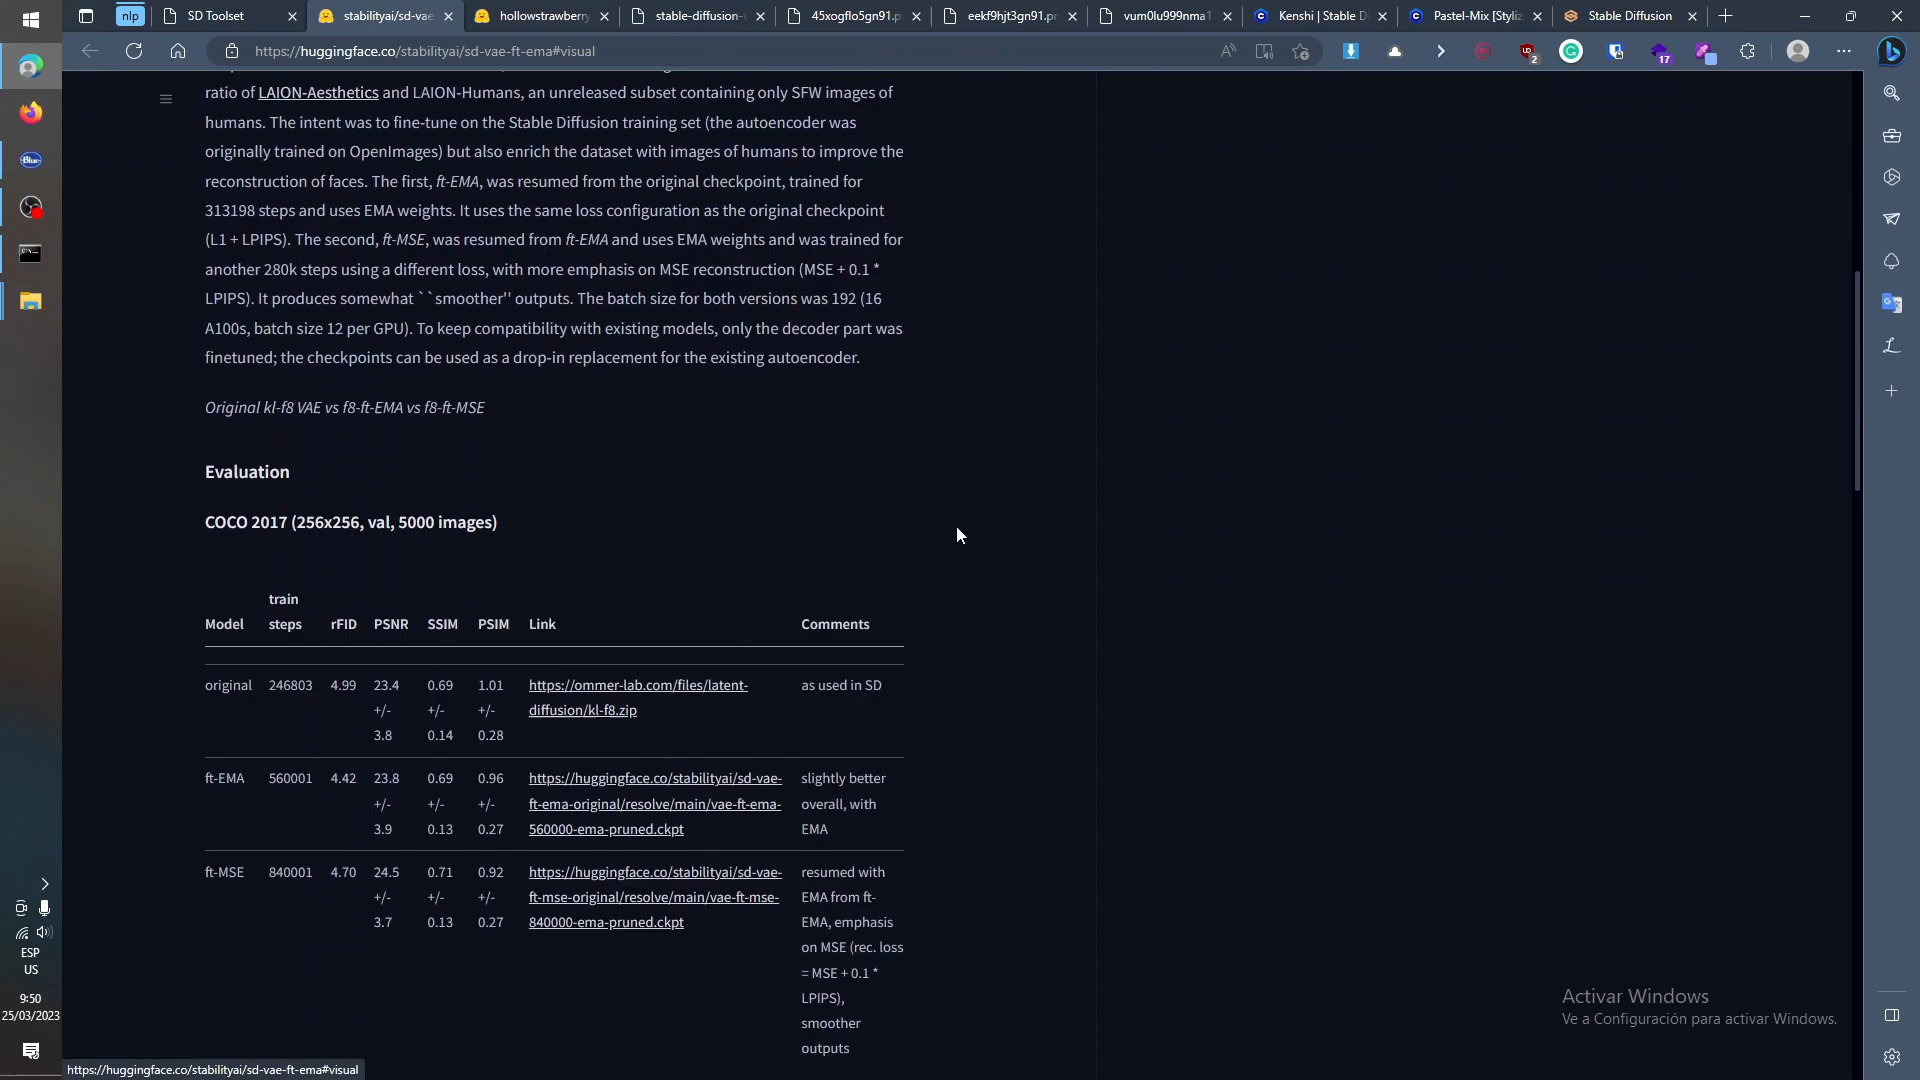 nlp
SD Toolset
stabilityai/sd-vae
hollowstrawberry
stable-diffusion-
45xogflo5gn91.p
eekf9hjt3gn91.pr
vum0lu999nma1
Kenshi | Stable D
Pastel-Mix [Styliz
Stable Diffusion
https://huggingface.co/stabilityai/sd-vae-ft-ema#visual
2
17
ratio of LAION-Aesthetics and LAION-Humans, an unreleased subset containing only SFW images of
humans. The intent was to fine-tune on the Stable Diffusion training set (the autoencoder was
originally trained on OpenImages) but also enrich the dataset with images of humans to improve the
reconstruction of faces. The first, ft-EMA, was resumed from the original checkpoint, trained for
313198 steps and uses EMA weights. It uses the same loss configuration as the original checkpoint
(L1 + LPIPS). The second, ft-MSE, was resumed from ft-EMA and uses EMA weights and was trained for
another 280k steps using a different loss, with more emphasis on MSE reconstruction (MSE + 0.1 *
LPIPS). It produces somewhat ``smoother'' outputs. The batch size for both versions was 192 (16
A100s, batch size 12 per GPU). To keep compatibility with existing models, only the decoder part was
finetuned; the checkpoints can be used as a drop-in replacement for the existing autoencoder.
Original kl-f8 VAE vs f8-ft-EMA vs f8-ft-MSE
Evaluation
COCO 2017 (256x256, val, 5000 images)
train
Model steps rFID PSNR SSIM PSIM Link Comments
original 246803 4.99 23.4 0.69 1.01 https://ommer-lab.com/files/latent- as used in SD
+/- +/- +/- diffusion/kl-f8.zip
3.8 0.14 0.28
ft-EMA 560001 4.42 23.8 0.69 0.96 https://huggingface.co/stabilityai/sd-vae- slightly better
+/- +/- +/- ft-ema-original/resolve/main/vae-ft-ema- overall, with
3.9 0.13 0.27 560000-ema-pruned.ckpt EMA
ft-MSE 840001 4.70 24.5 0.71 0.92 https://huggingface.co/stabilityai/sd-vae- resumed with
+/- +/- +/- ft-mse-original/resolve/main/vae-ft-mse- EMA from ft-
3.7 0.13 0.27 840000-ema-pruned.ckpt EMA, emphasis
on MSE (rec. loss
= MSE + 0.1 *
LPIPS),
smoother
outputs
Activar Windows
Ve a Configuración para activar Windows.
ESP
US
9:50
25/03/2023
https://huggingface.co/stabilityai/sd-vae-ft-ema#visual